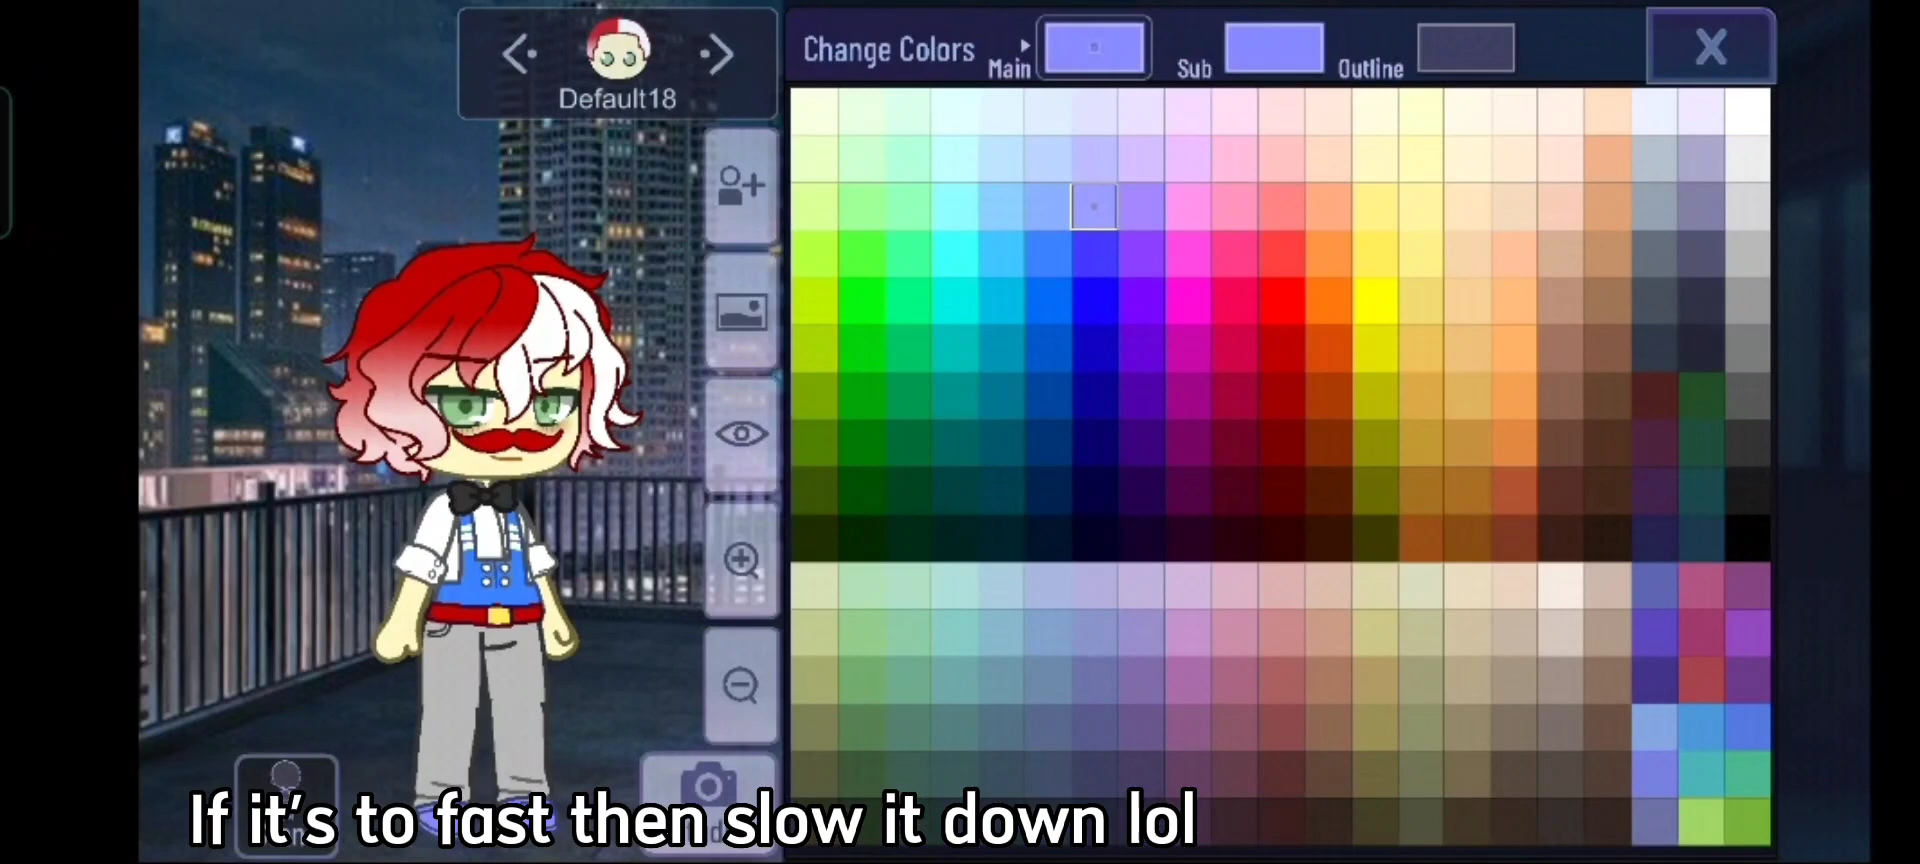 Default18
Change Colors
Main
Sub
Outline
X
If it's to fast then slow it down lol